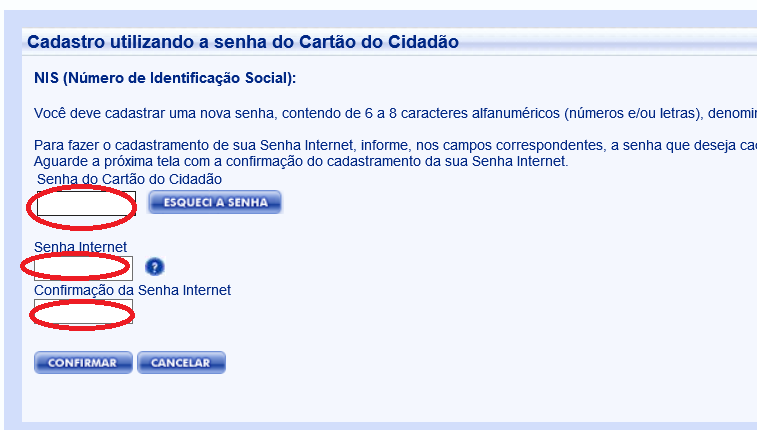 Cadastro utilizando a senha do Cartão do Cidadão
NIS (Número de Identificação Social):
Você deve cadastrar uma nova senha, contendo de 6 a 8 caracteres alfanuméricos (números e/ou letras),
Para fazer o cadastramento de sua Senha Internet, informe, nos campos correspondentes, a senha que deseja
Aguarde a próxima tela com a confirmação do cadastramento da sua Senha Internet.
Senha do Cartão do Cidadão
ESQUECI A SENHA
Senha Internet
?
Confirmação da Senha Internet
CONFIRMAR CANCELAR